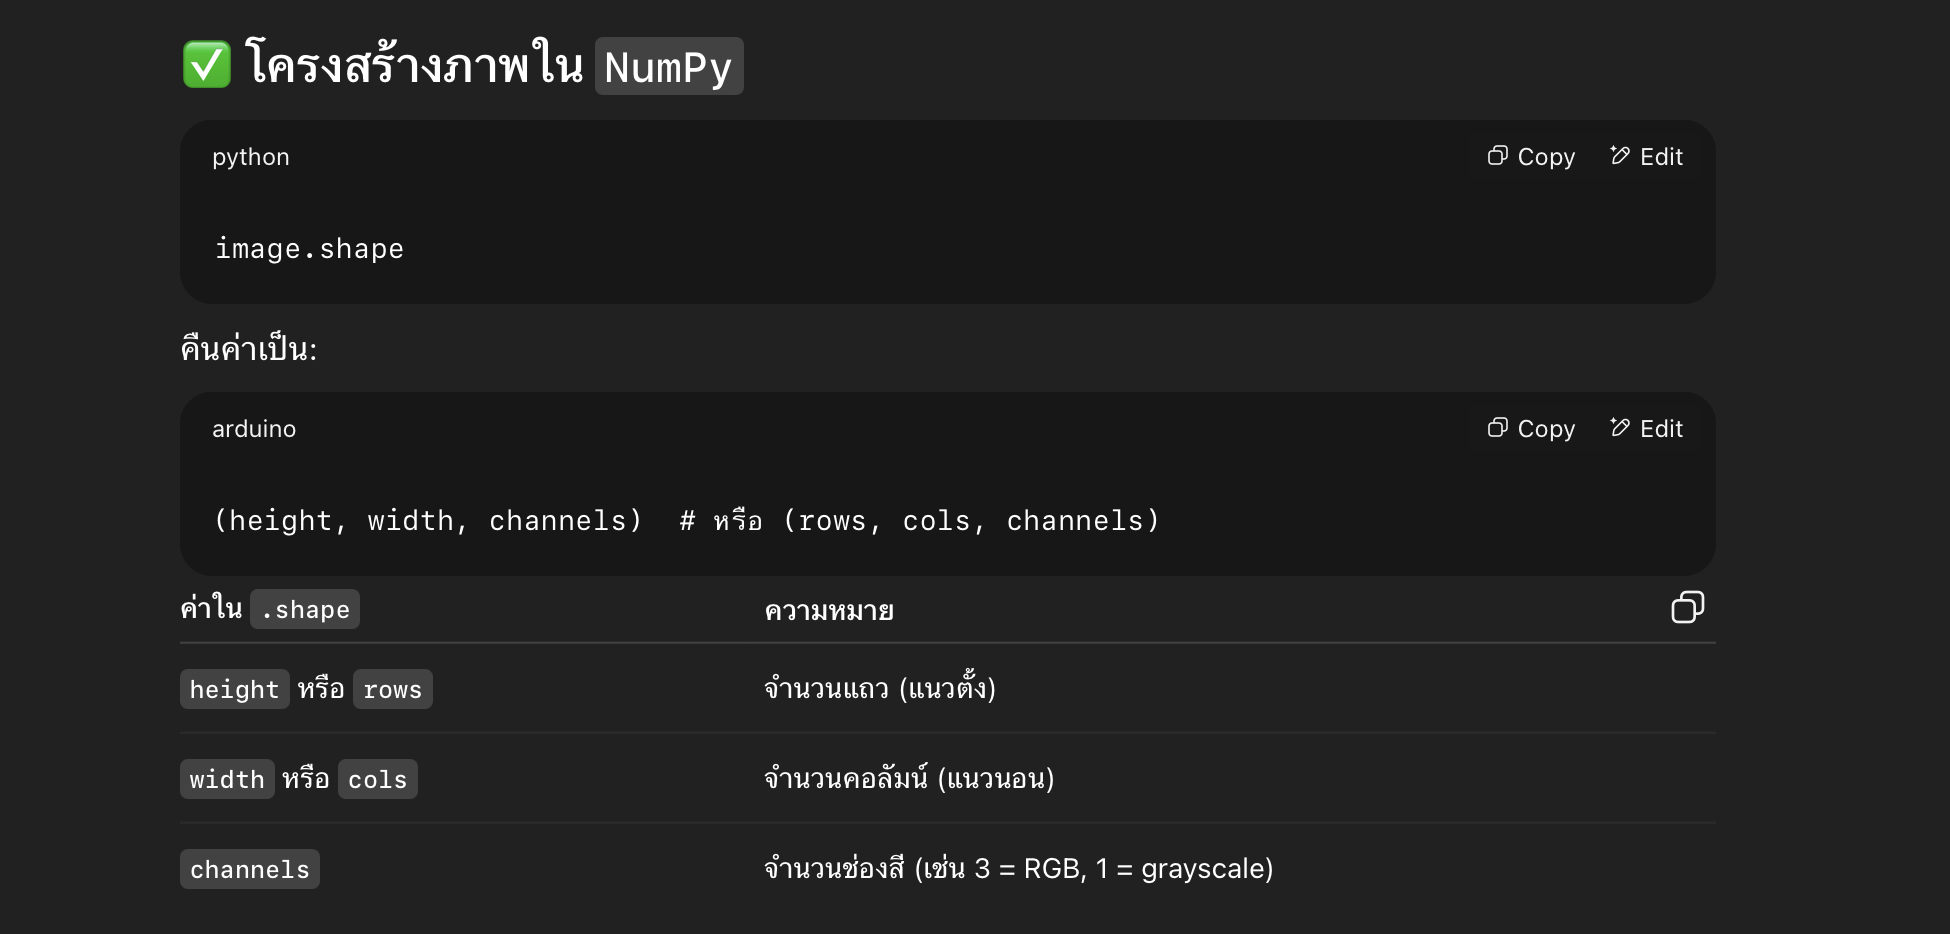 ✅ โครงสร้างภาพใน NumPy
python
Copy Edit
image.shape
คืนค่าเป็น:
arduino
Copy Edit
(height, width, channels)  # หรือ (rows, cols, channels)
ค่าใน .shape ความหมาย
height หรือ rows จำนวนแถว (แนวตั้ง)
width หรือ cols จำนวนคอลัมน์ (แนวนอน)
channels จำนวนช่องสี (เช่น 3 = RGB, 1 = grayscale)